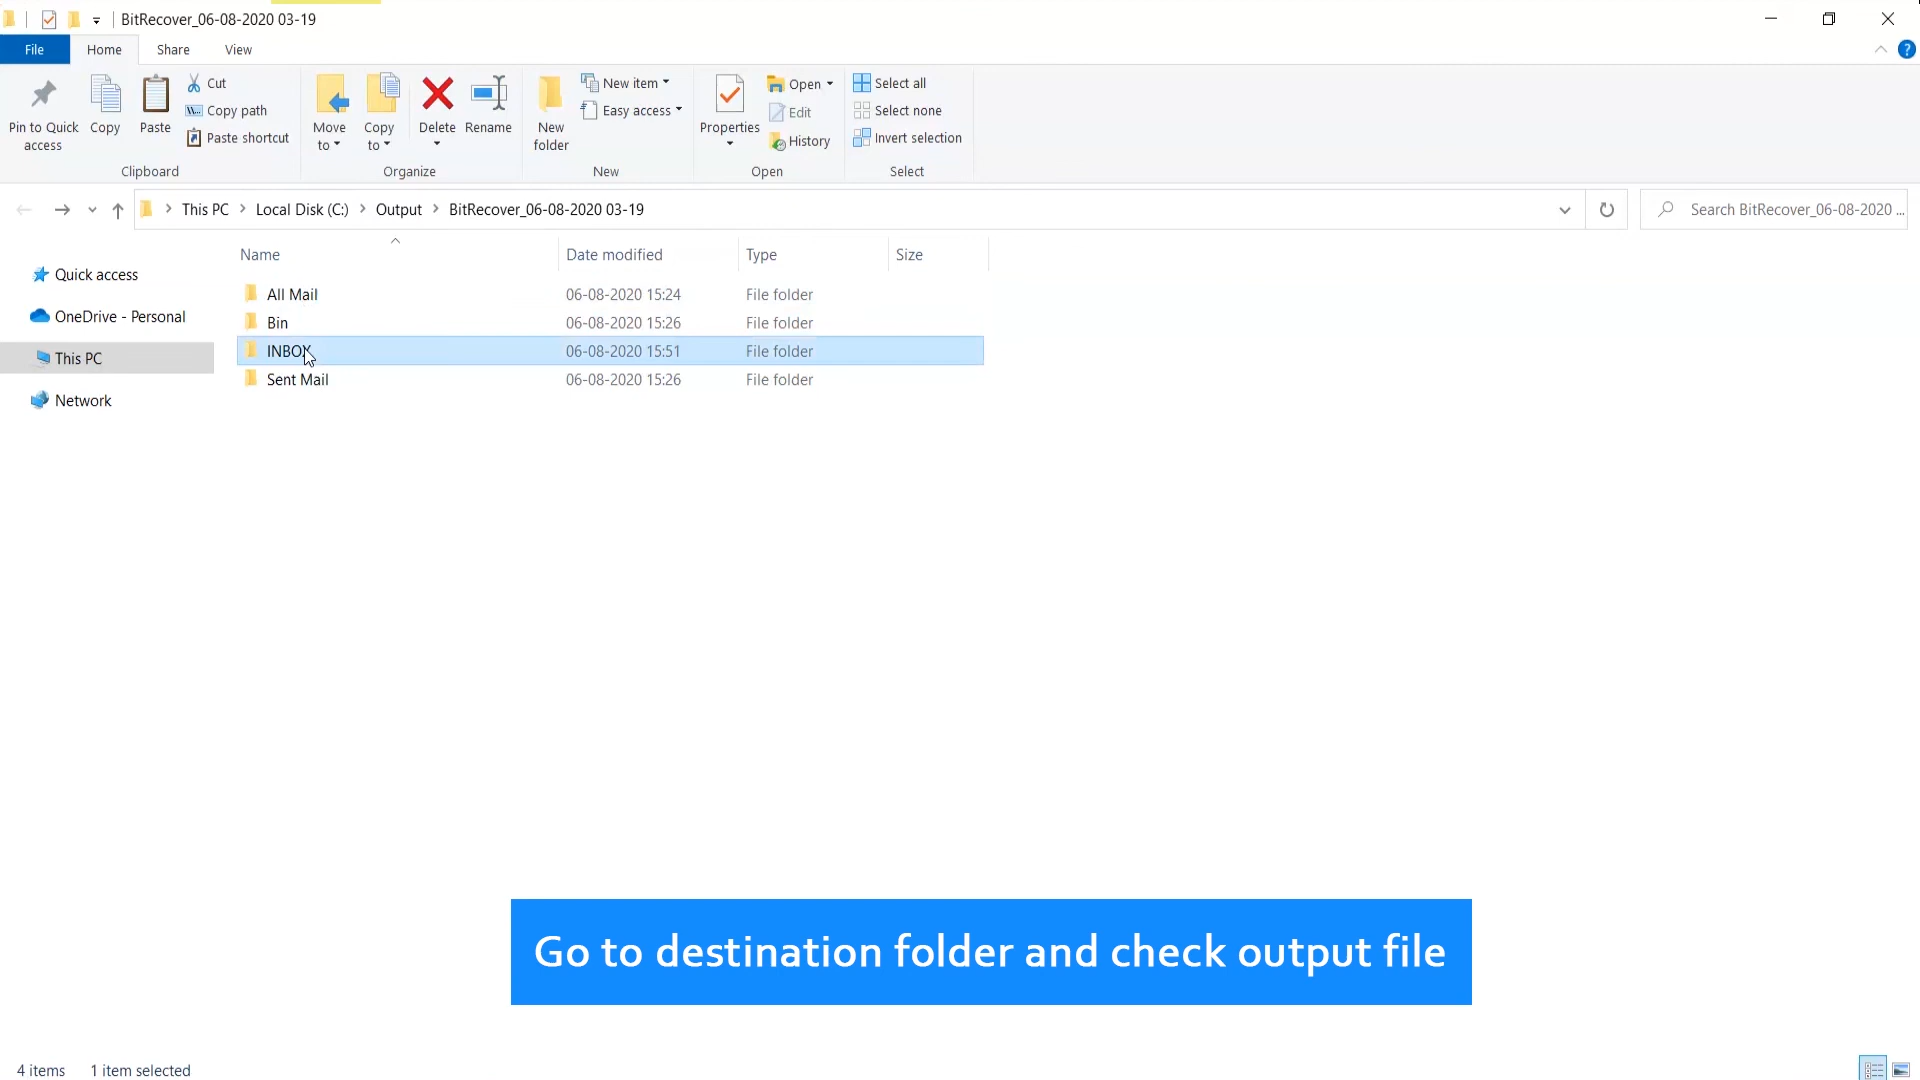 BitRecover_06-08-2020 03-19
File
Home
Share
View
Pin to Quick access
Copy
Paste
Cut
Copy path
Paste shortcut
Clipboard
Move to
Copy to
Delete
Rename
Organize
New folder
New item
Easy access
New
Properties
Open
Edit
History
Open
Select all
Select none
Invert selection
Select
This PC > Local Disk (C:) > Output > BitRecover_06-08-2020 03-19
Search BitRecover_06-08-2020 ...
Quick access
OneDrive - Personal
This PC
Network
Name Date modified Type Size
All Mail 06-08-2020 15:24 File folder
Bin 06-08-2020 15:26 File folder
INBOX 06-08-2020 15:51 File folder
Sent Mail 06-08-2020 15:26 File folder
Go to destination folder and check output file
4 items 1 item selected